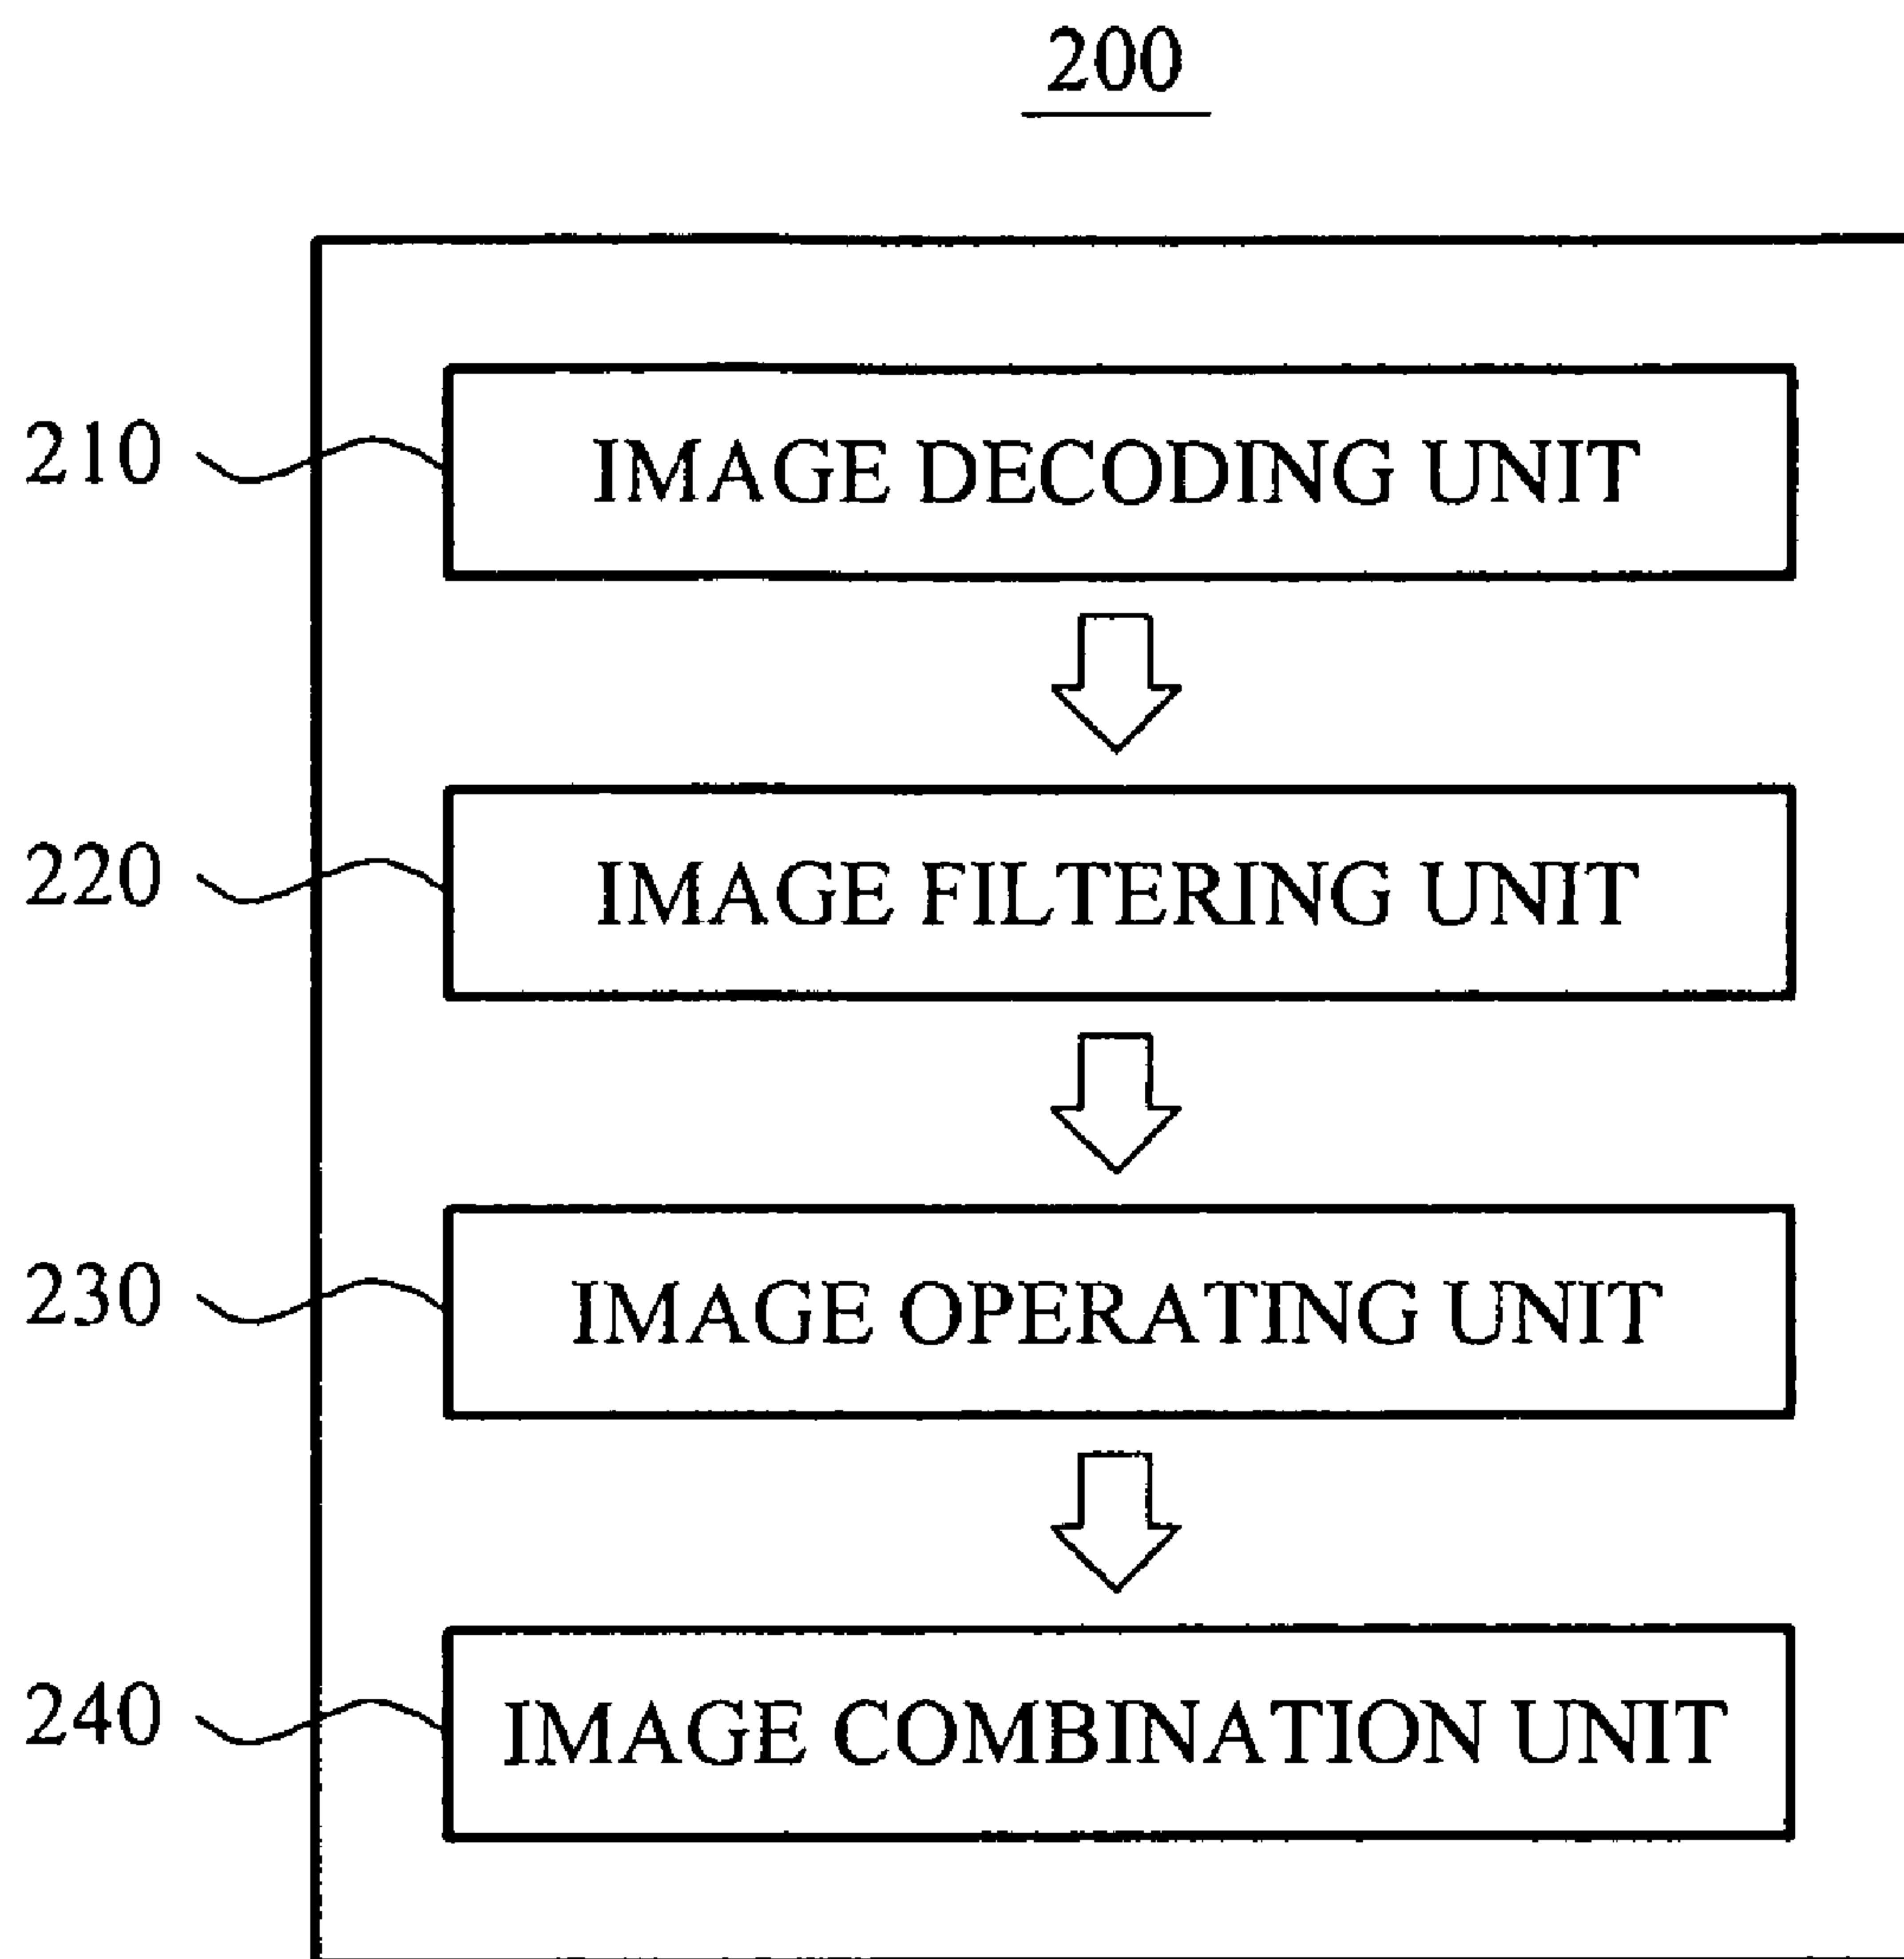 200
210 IMAGE DECODING UNIT
220 IMAGE FILTERING UNIT
230 IMAGE OPERATING UNIT
240 IMAGE COMBINATION UNIT